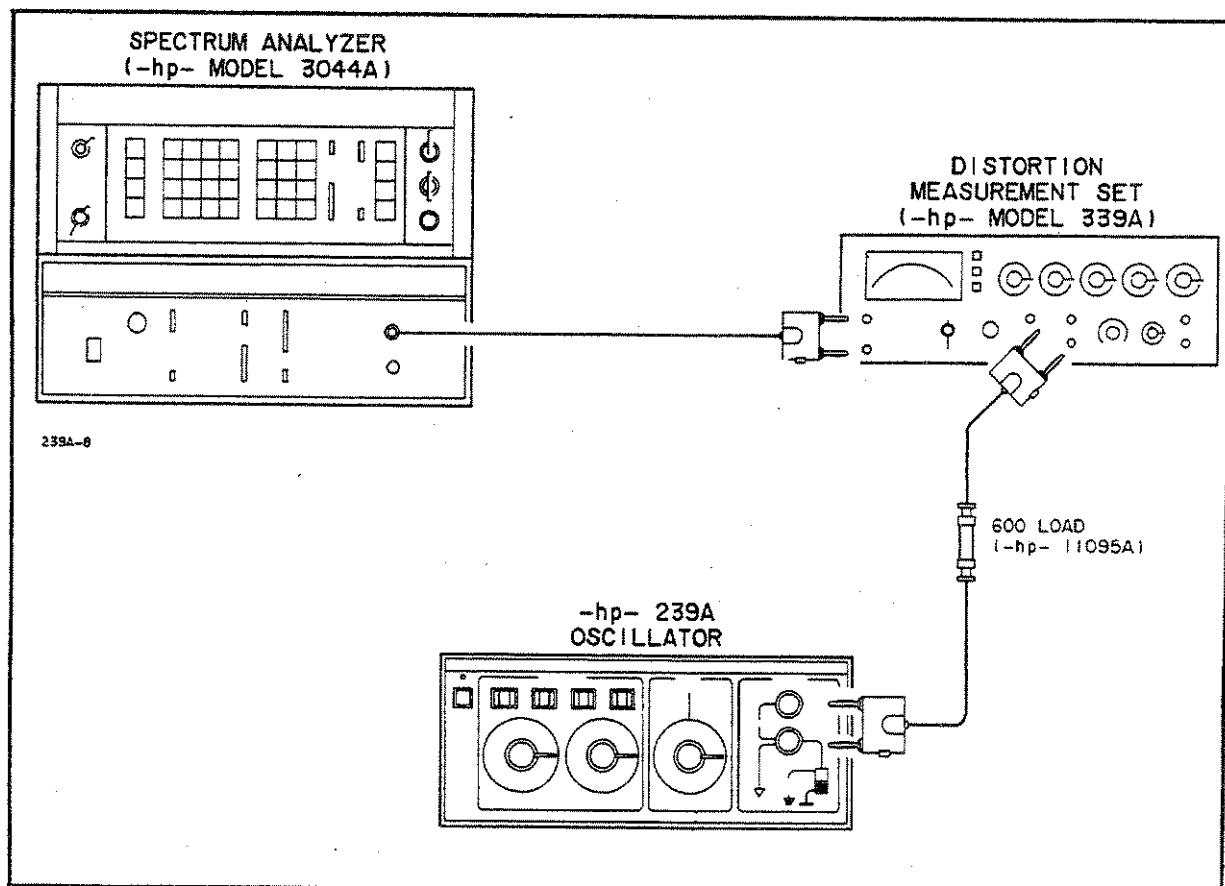 SPECTRUM ANALYZER
(-hp- MODEL 3044A)
DISTORTION
MEASUREMENT SET
(-hp- MODEL 339A)
239A-8
600 LOAD
(-hp- 11095A)
-hp- 239A
OSCILLATOR